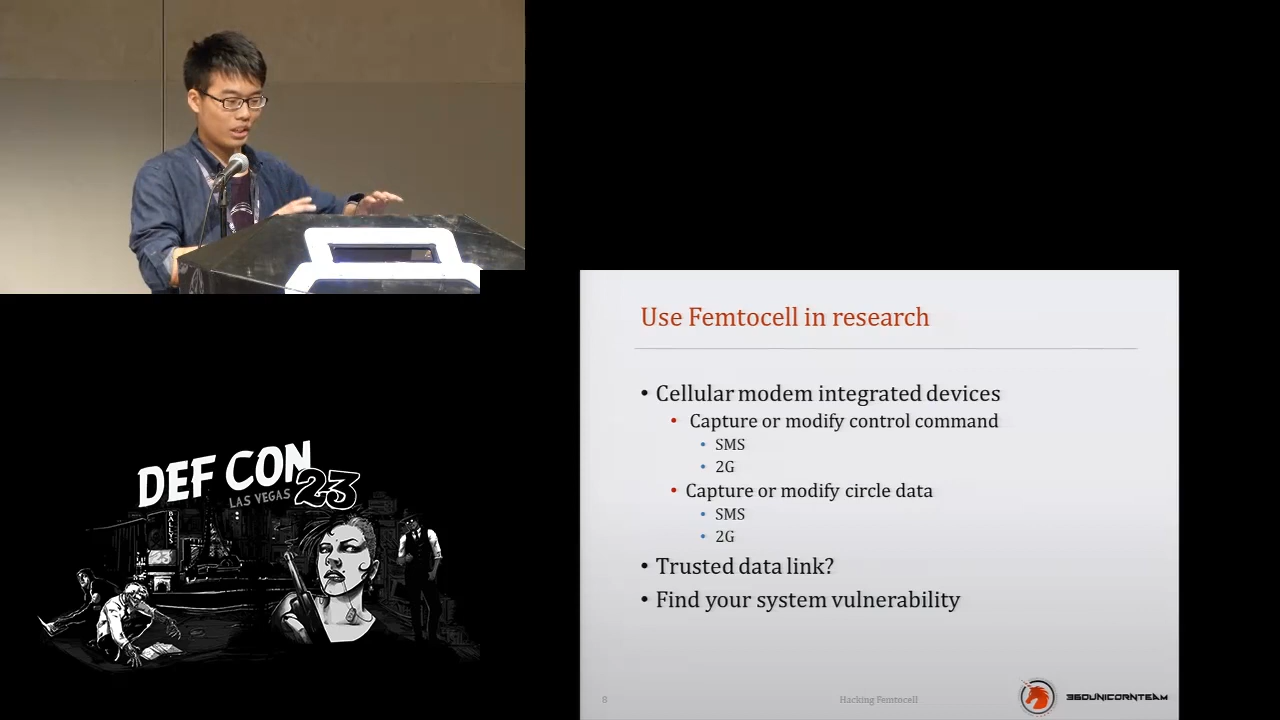 DEF CON
LAS VEGAS 23
BALLYS
Use Femtocell in research
• Cellular modem integrated devices
• Capture or modify control command
• SMS
• 2G
• Capture or modify circle data
• SMS
• 2G
• Trusted data link?
• Find your system vulnerability
8
Hacking Femtocell
360UNICORNTEAM